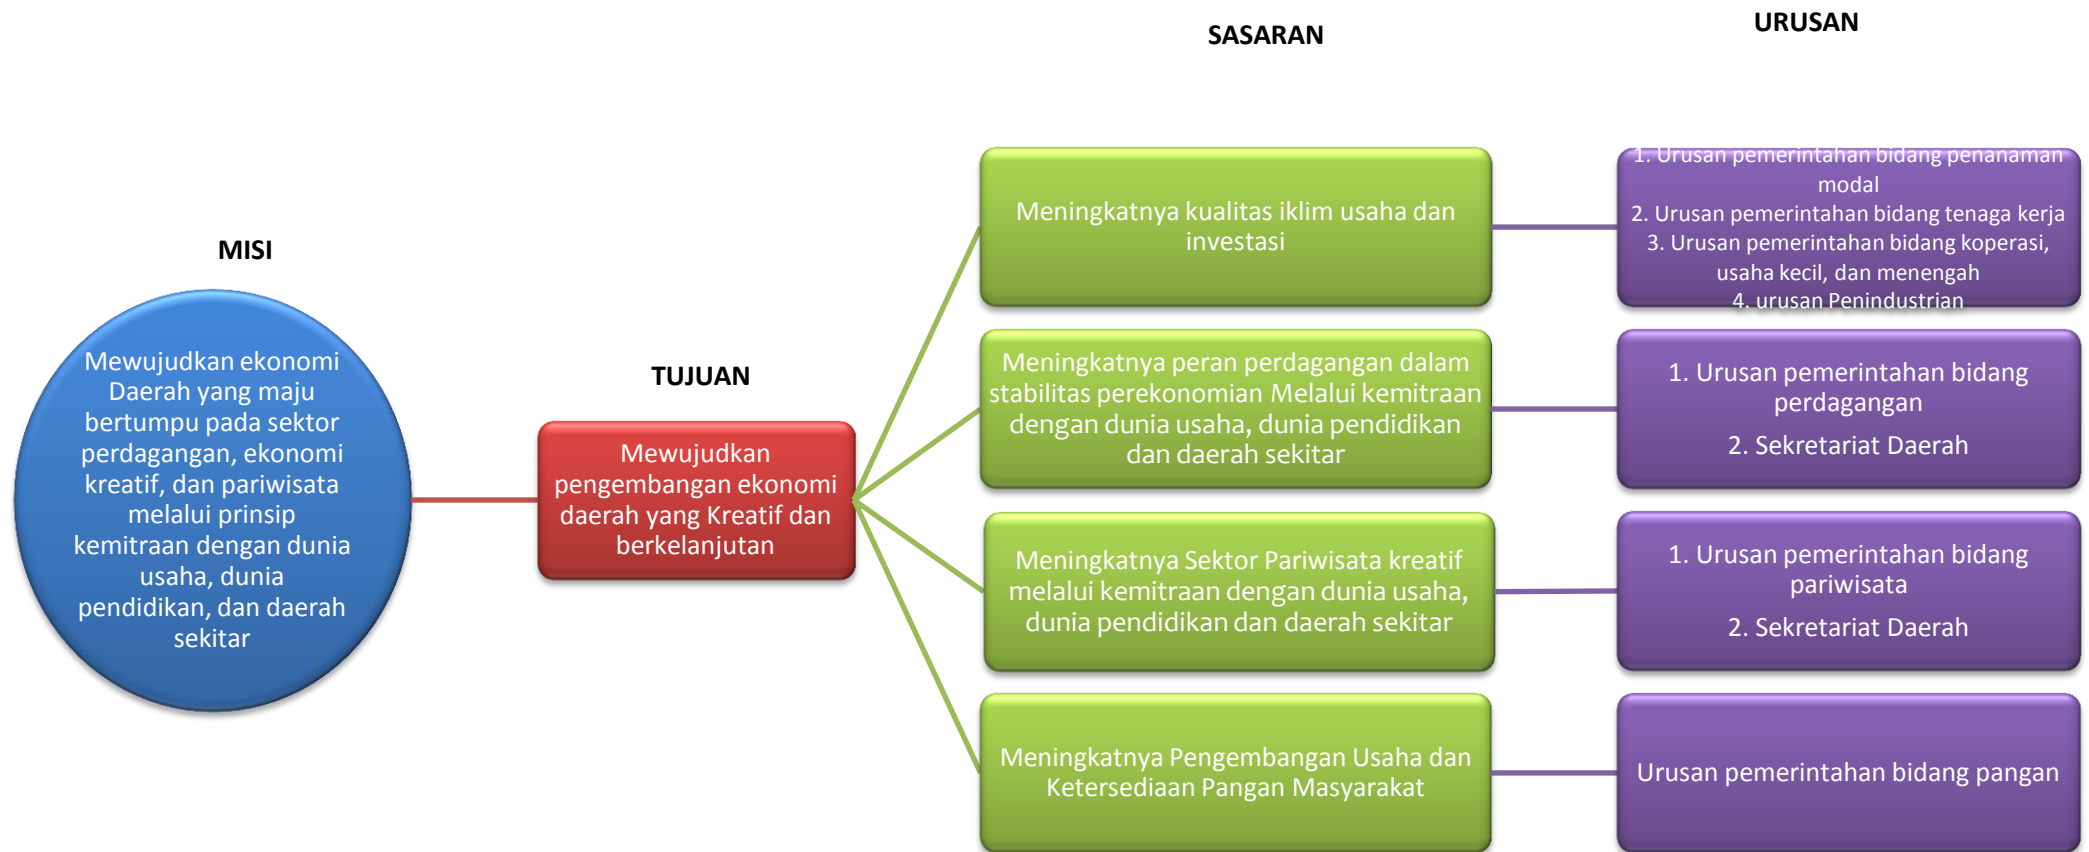 MISI
Mewujudkan ekonomi
Daerah yang maju
bertumpu pada sektor
perdagangan, ekonomi
kreatif, dan pariwisata
melalui prinsip
kemitraan dengan dunia
usaha, dunia
pendidikan, dan daerah
sekitar
TUJUAN
Mewujudkan
pengembangan ekonomi
daerah yang Kreatif dan
berkelanjutan
SASARAN
Meningkatnya kualitas iklim usaha dan
investasi
Meningkatnya peran perdagangan dalam
stabilitas perekonomian Melalui kemitraan
dengan dunia usaha, dunia pendidikan
dan daerah sekitar
Meningkatnya Sektor Pariwisata kreatif
melalui kemitraan dengan dunia usaha,
dunia pendidikan dan daerah sekitar
Meningkatnya Pengembangan Usaha dan
Ketersediaan Pangan Masyarakat
URUSAN
1. Urusan pemerintahan bidang penanaman
modal
2. Urusan pemerintahan bidang tenaga kerja
3. Urusan pemerintahan bidang koperasi,
usaha kecil, dan menengah
4. urusan Penindustrian
1. Urusan pemerintahan bidang
perdagangan
2. Sekretariat Daerah
1. Urusan pemerintahan bidang
pariwisata
2. Sekretariat Daerah
Urusan pemerintahan bidang pangan